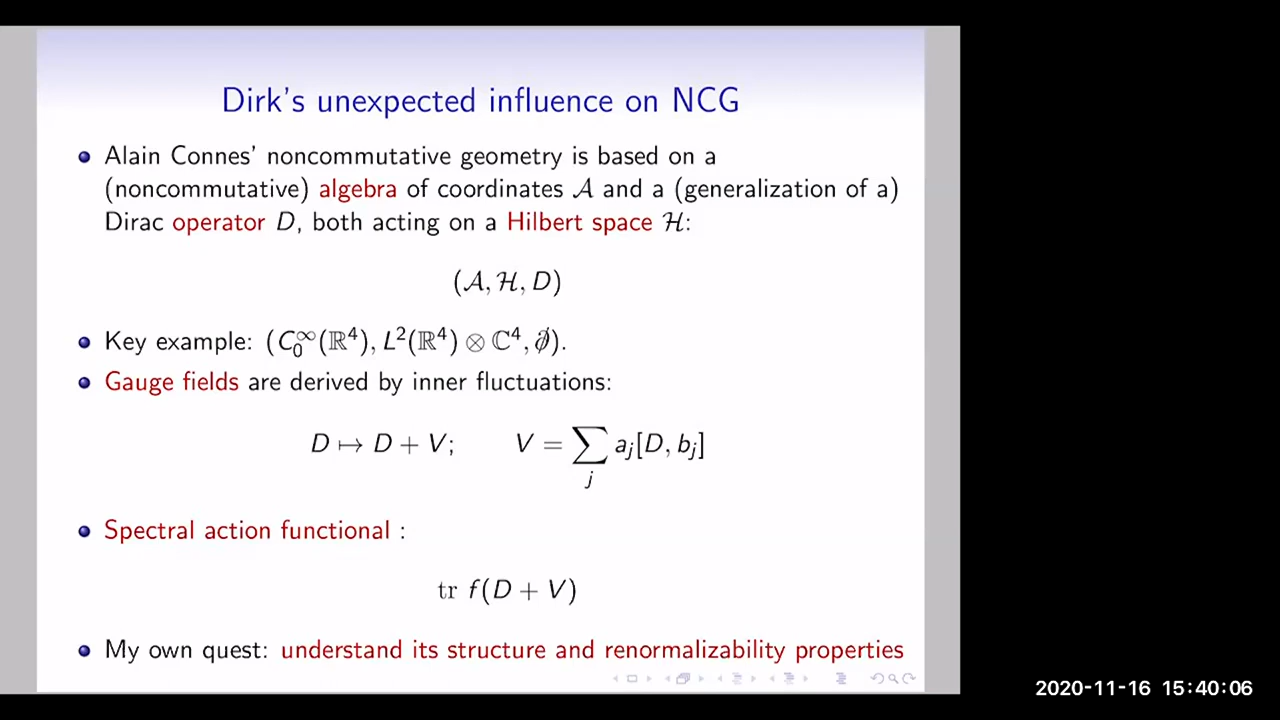 Dirk's unexpected influence on NCG
Alain Connes' noncommutative geometry is based on a
(noncommutative) algebra of coordinates 𝒜 and a (generalization of a)
Dirac operator D, both acting on a Hilbert space ℋ:
(𝒜, ℋ, D)
Key example: (C₀^∞(ℝ⁴), L²(ℝ⁴) ⊗ ℂ⁴, ∂̸).
Gauge fields are derived by inner fluctuations:
D ↦ D + V; V = ∑_j a_j[D, b_j]
Spectral action functional :
tr f(D + V)
My own quest: understand its structure and renormalizability properties
2020-11-16 15:40:06